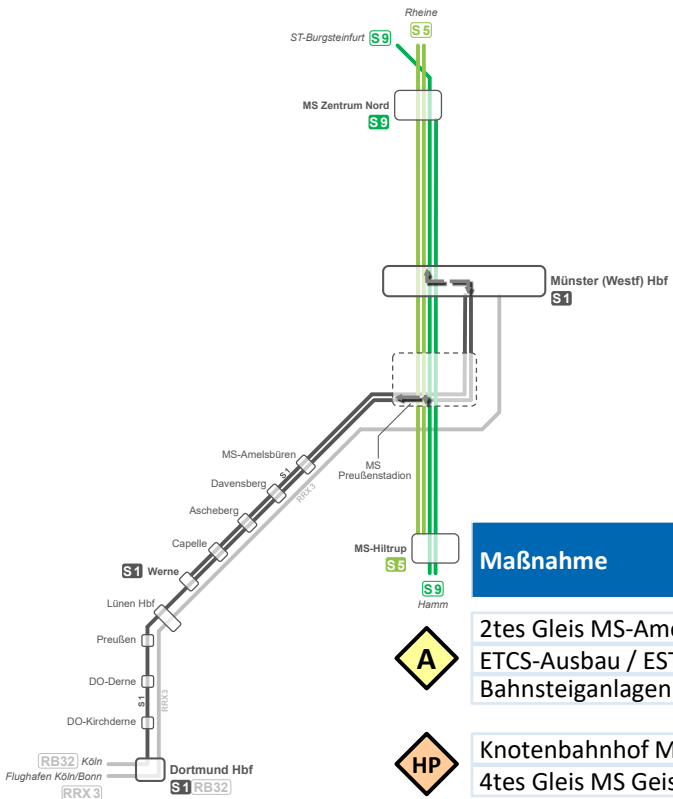 Rheine
ST-Burgsteinfurt S9 S5
MS Zentrum Nord
S9
Münster (Westf) Hbf
S1
MS-Amelsbüren
S1
RRX3
Davensberg
Ascheberg
Capelle
S1 Werne
Lünen Hbf
Preußen
DO-Derne
S1
RRX3
DO-Kirchderne
RB32 Köln
Flughafen Köln/Bonn
RRX3
Dortmund Hbf
S1 RB32
MS
Preußenstadion
MS-Hiltrup
S5
S9
Hamm
Maßnahme
A
2tes Gleis MS-Ame
ETCS-Ausbau / EST
Bahnsteiganlagen
HP
Knotenbahnhof M
4tes Gleis MS Geis